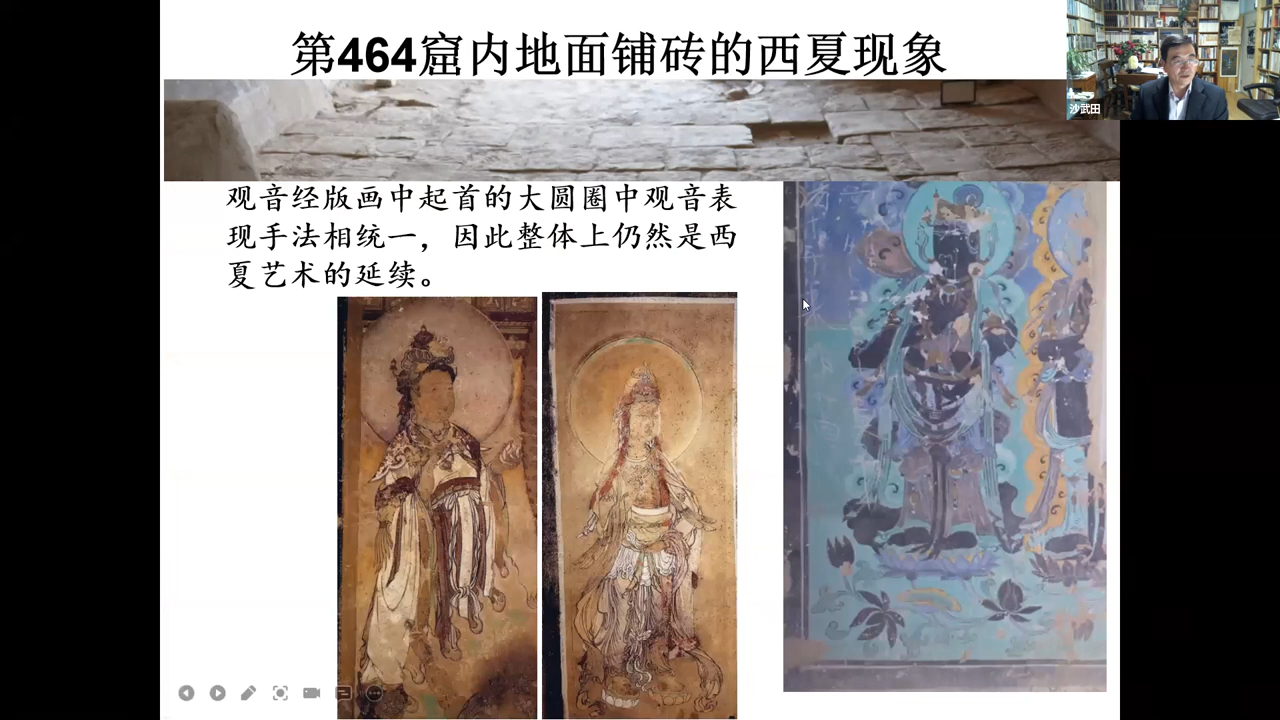 第464窟内地面铺砖的西夏现象
沙武田
观音经版画中起首的大圆圈中观音表
现手法相统一，因此整体上仍然是西
夏艺术的延续。